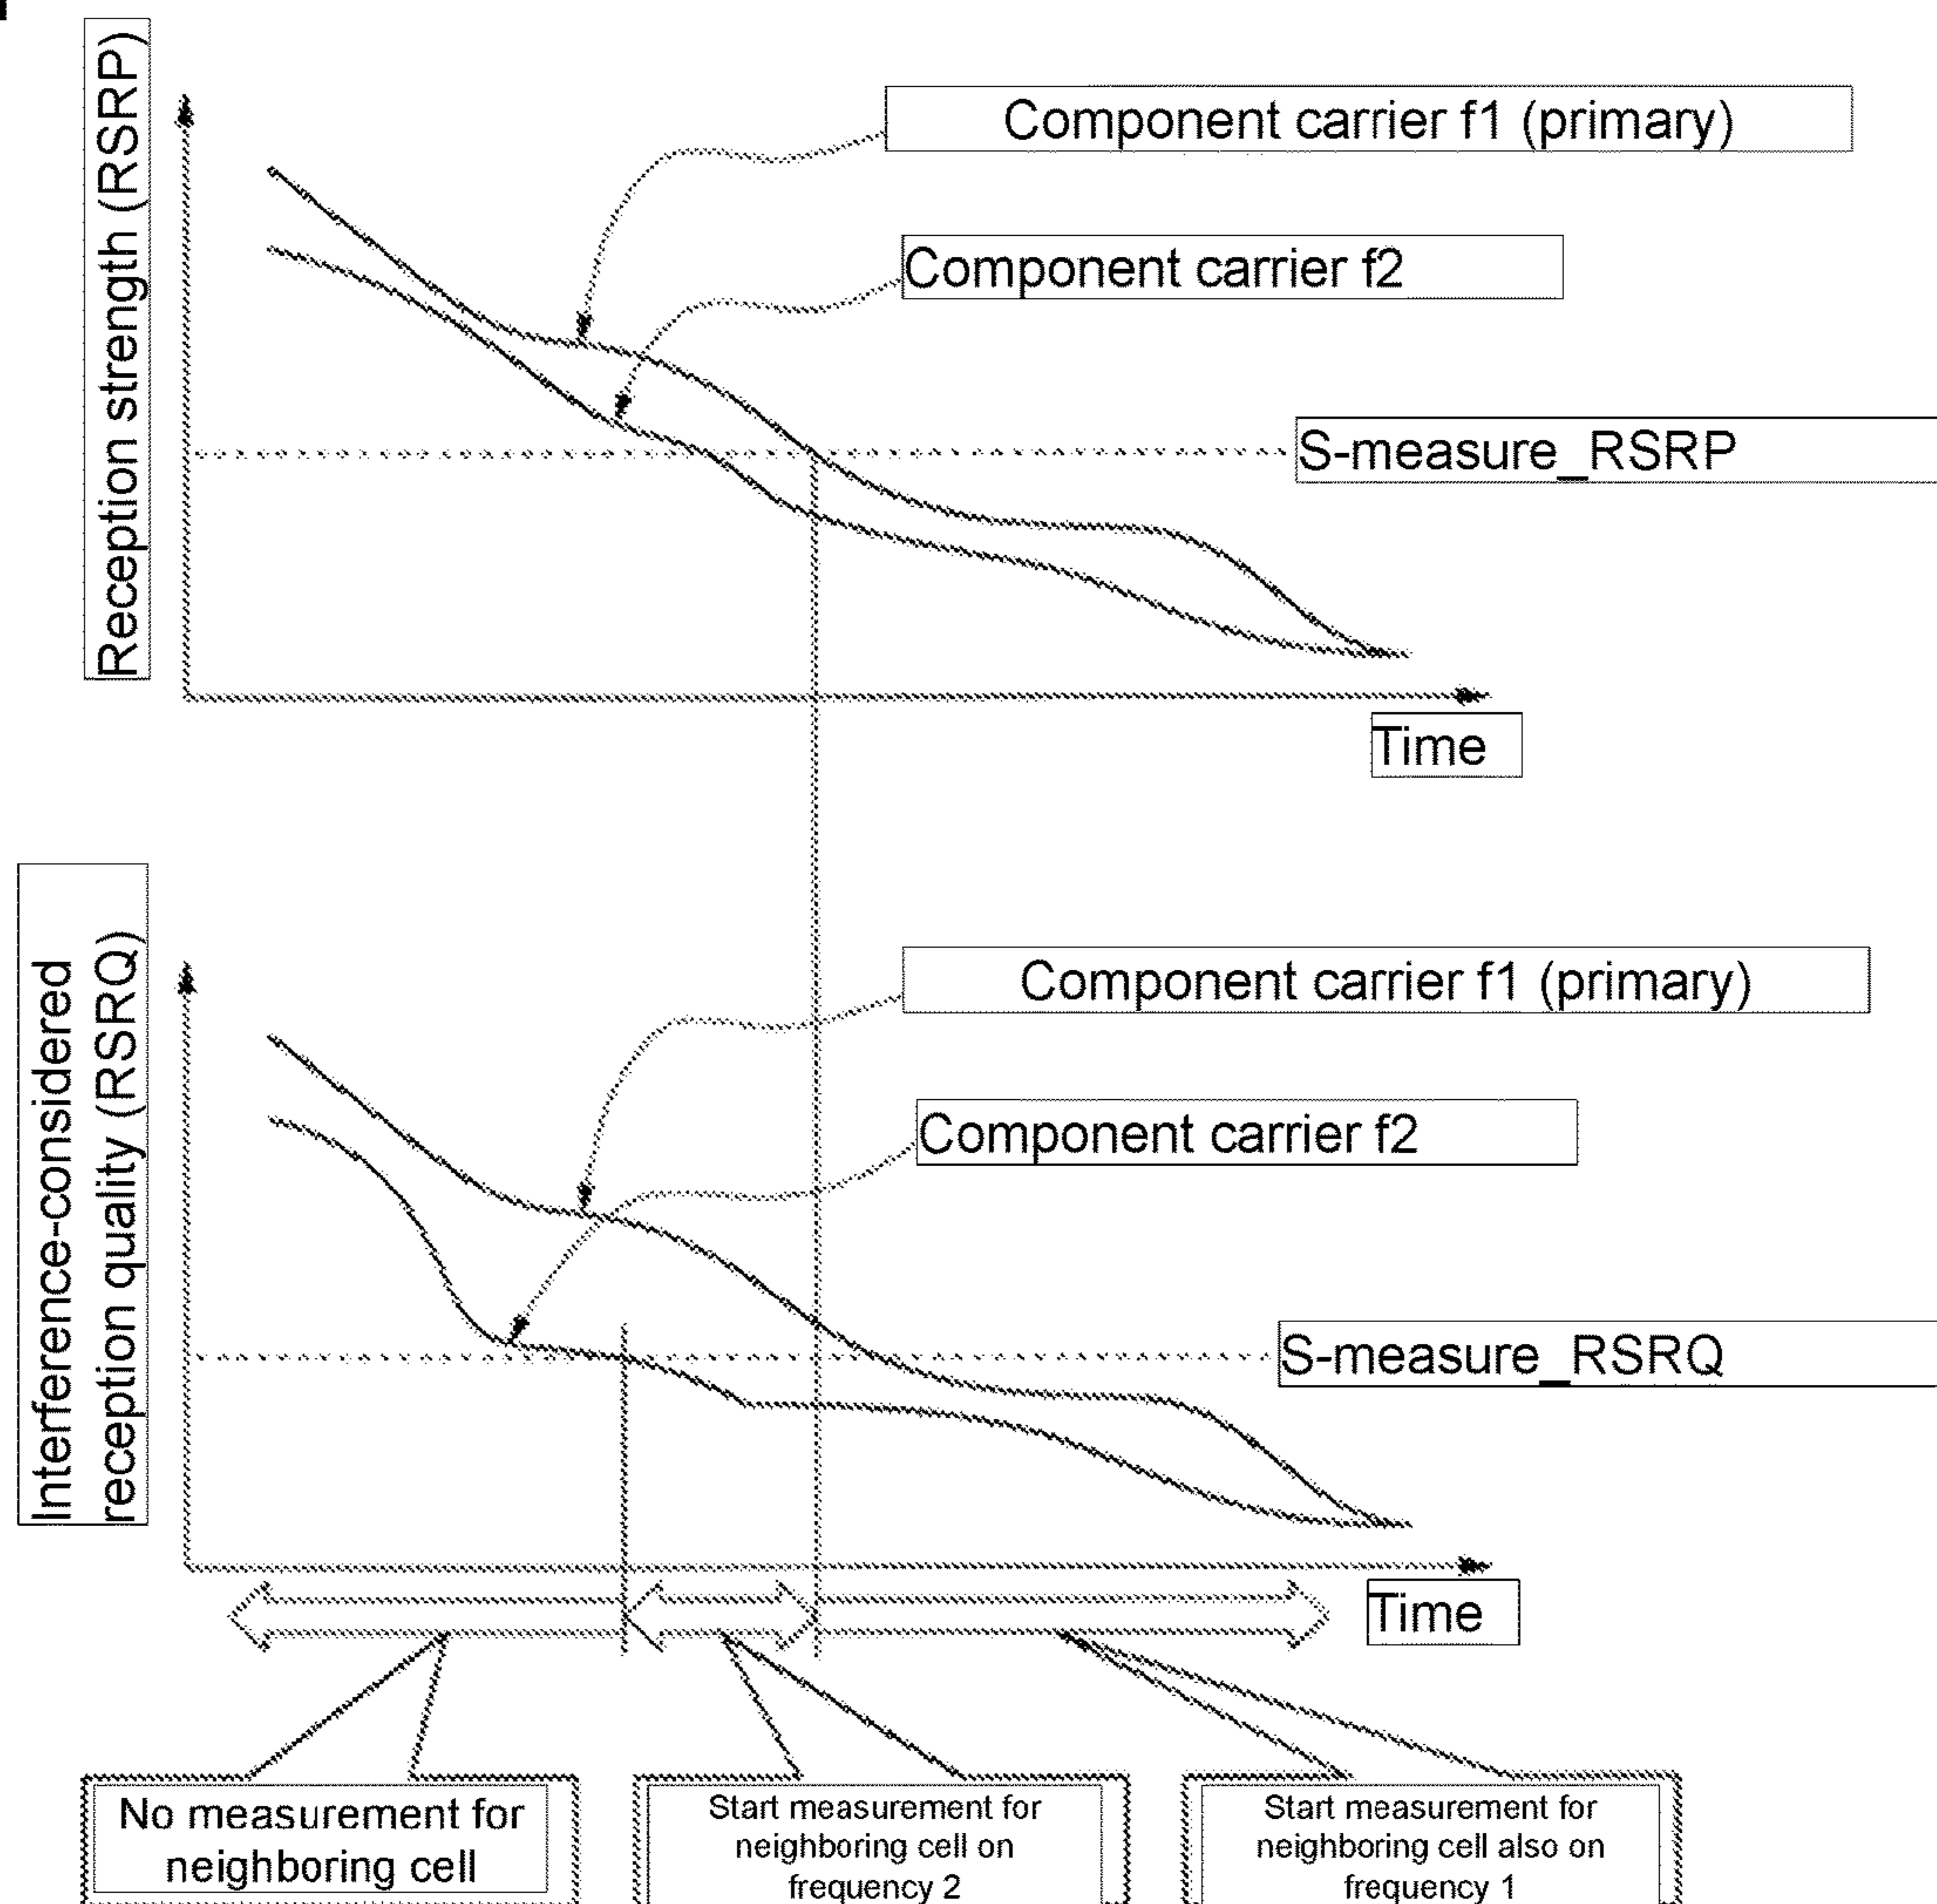 Reception strength (RSRP)
Component carrier f1 (primary)
Component carrier f2
S-measure_RSRP
Time
Interference-considered
reception quality (RSRQ)
Component carrier f1 (primary)
Component carrier f2
S-measure_RSRQ
Time
No measurement for
neighboring cell
Start measurement for
neighboring cell on
frequency 2
Start measurement for
neighboring cell also on
frequency 1